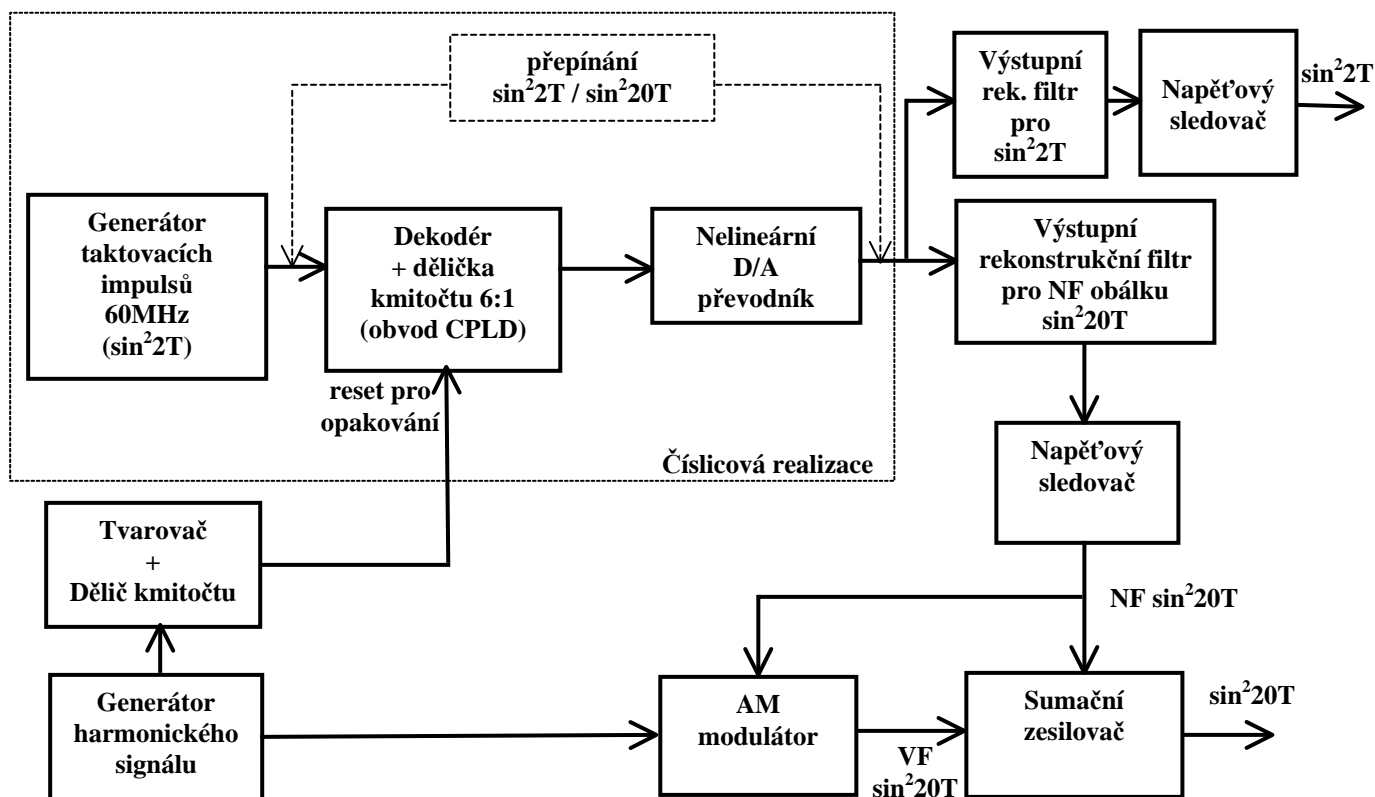 přepínání
sin²2T / sin²20T
Výstupní
rek. filtr
pro
sin²2T
Napěťový
sledovač
sin²2T
Generátor
taktovacích
impulsů
60MHz
(sin²2T)
Dekodér
+ dělička
kmitočtu 6:1
(obvod CPLD)
Nelineární
D/A
převodník
Výstupní
rekonstrukční filtr
pro NF obálku
sin²20T
reset pro
opakování
Číslicová realizace
Napěťový
sledovač
Tvarovač
+
Dělič kmitočtu
NF sin²20T
Generátor
harmonického
signálu
AM
modulátor
VF
sin²20T
Sumační
zesilovač
sin²20T